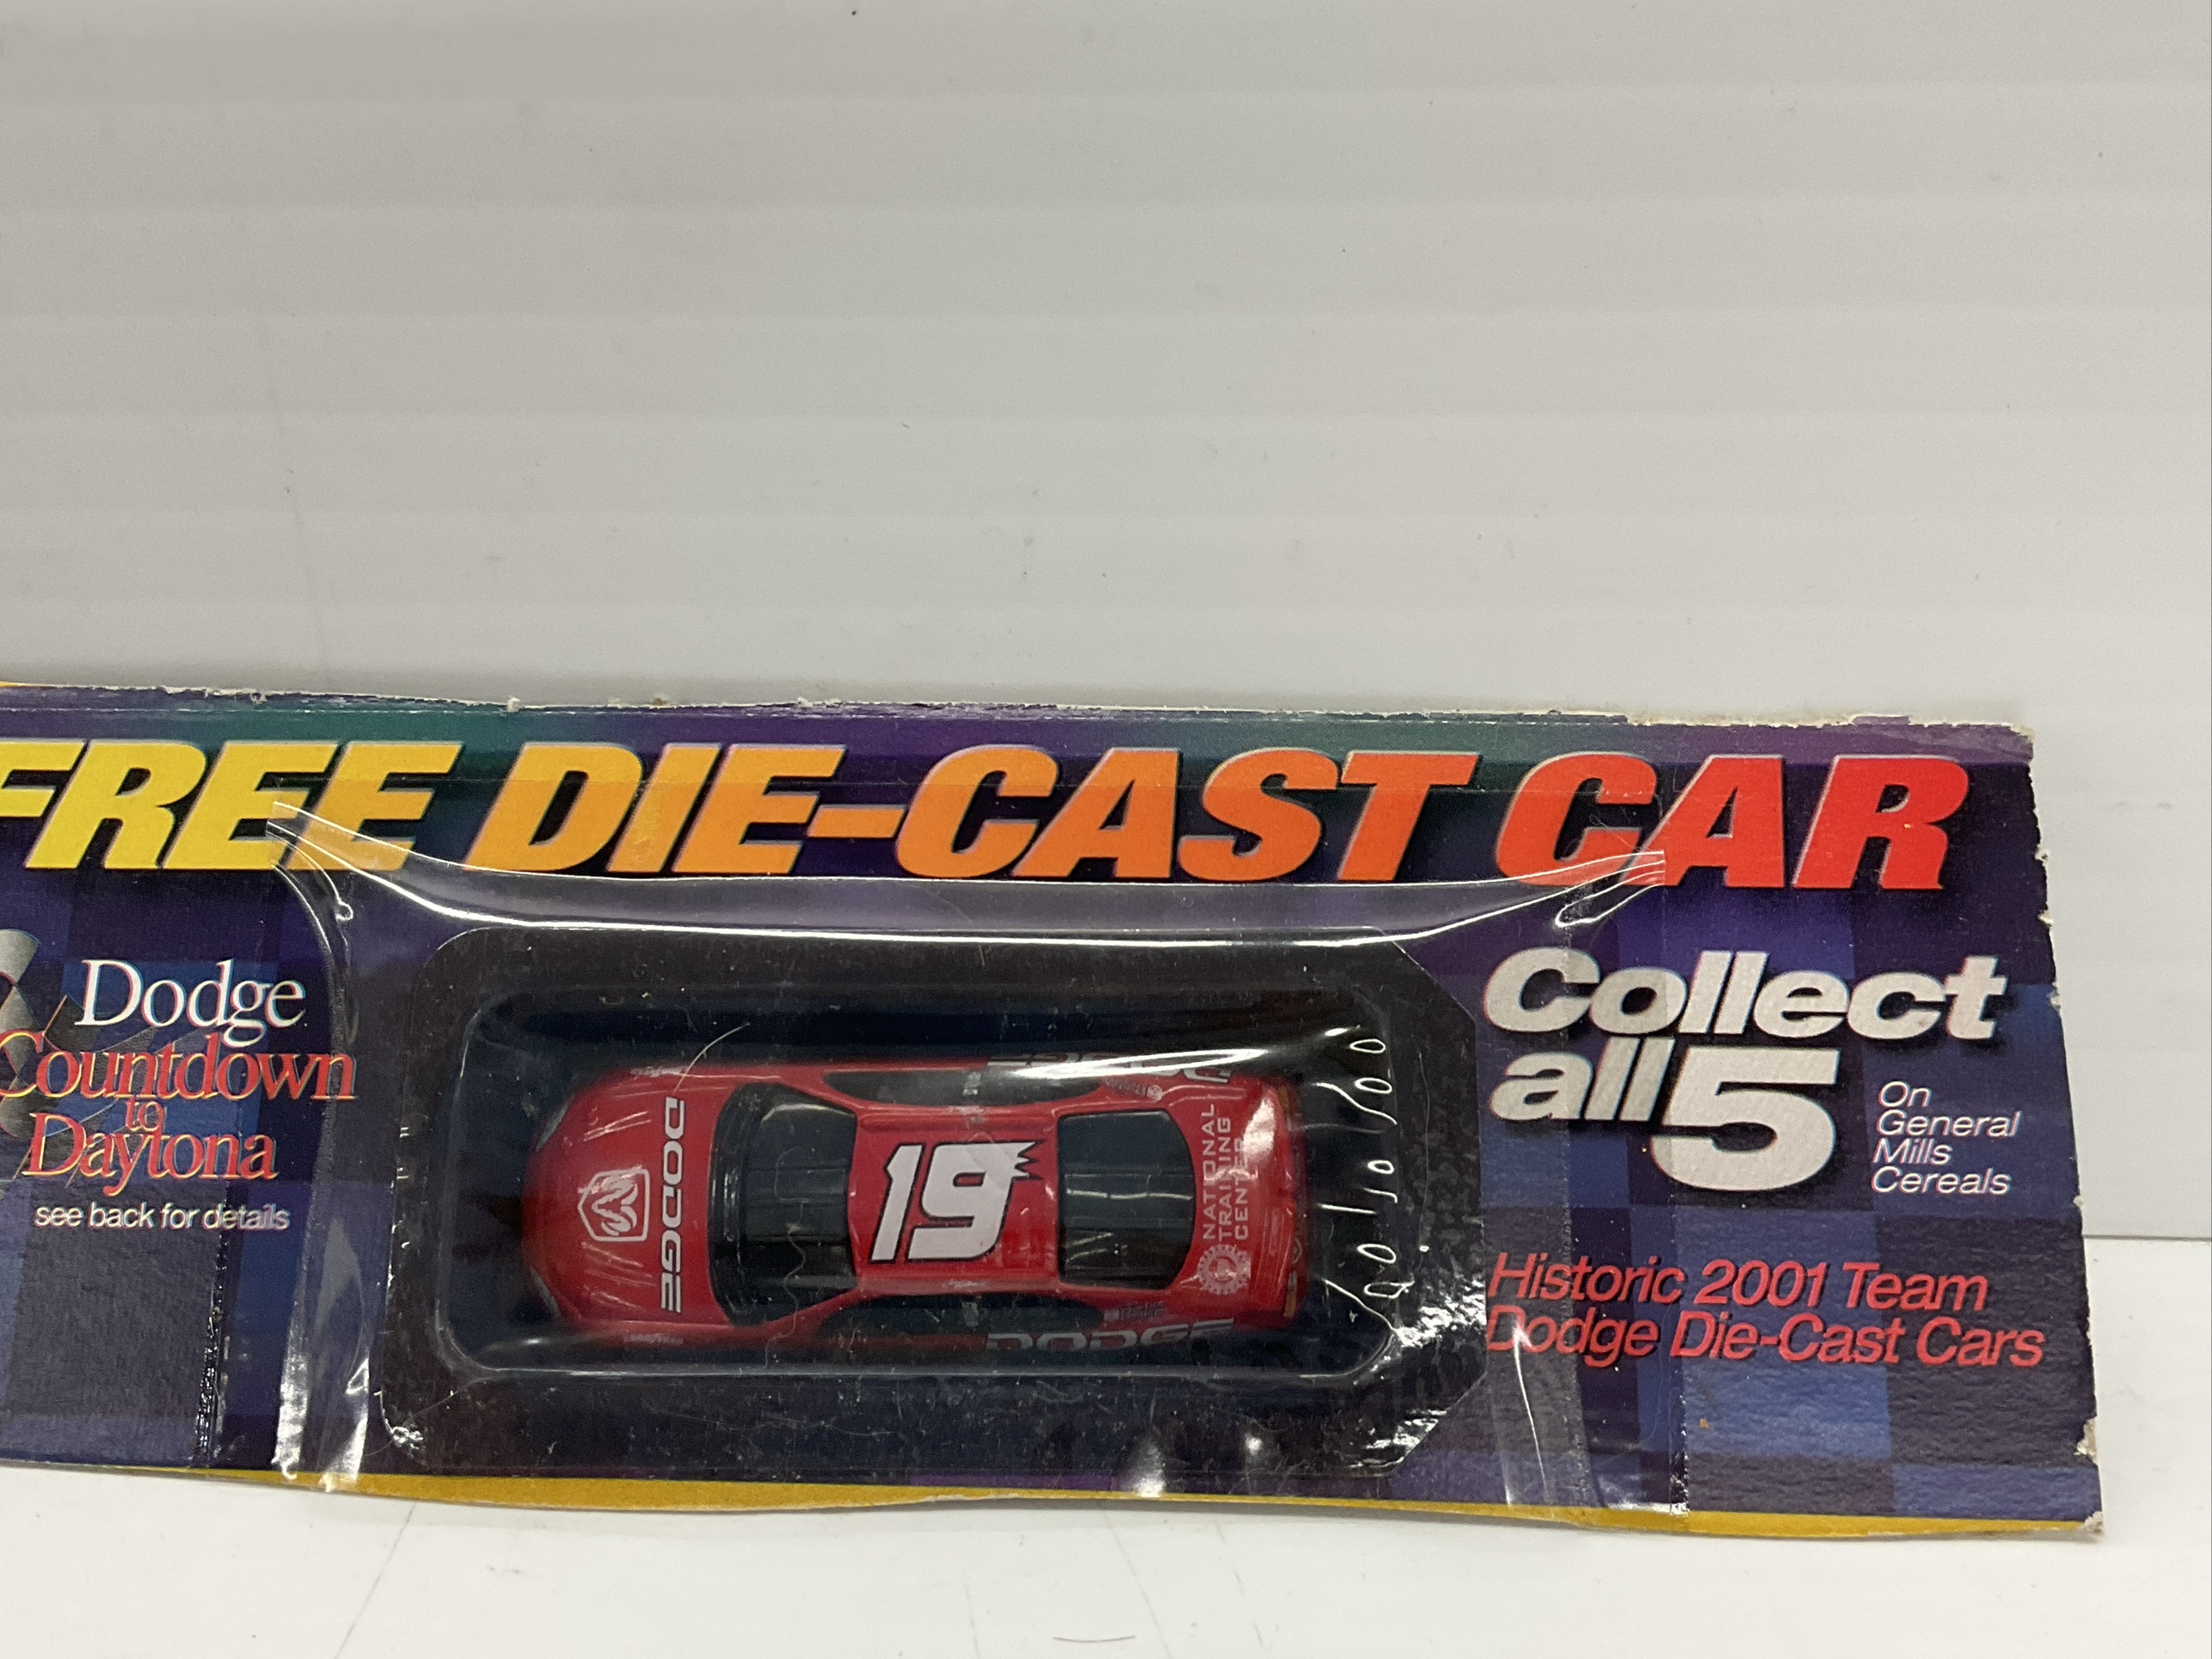 FREE DIE-CAST CAR
Dodge
Countdown
to
Daytona
see back for details
DODGE
19
NATIONAL
TRAINING
CENTER
DODGE
Collect
all 5
On
General
Mills
Cereals
Historic 2001 Team
Dodge Die-Cast Cars